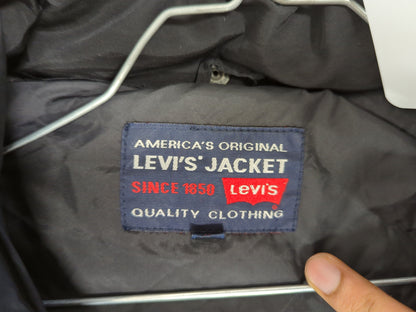 AMERICA'S ORIGINAL
LEVI'S® JACKET
SINCE 1850 Levi's
QUALITY CLOTHING